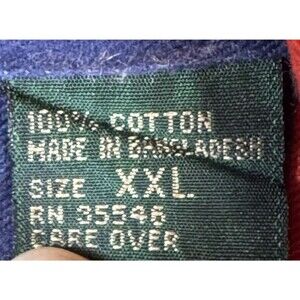 100% COTTON
MADE IN BANGLADESH
SIZE XXL
RN 35546
CARE OVER